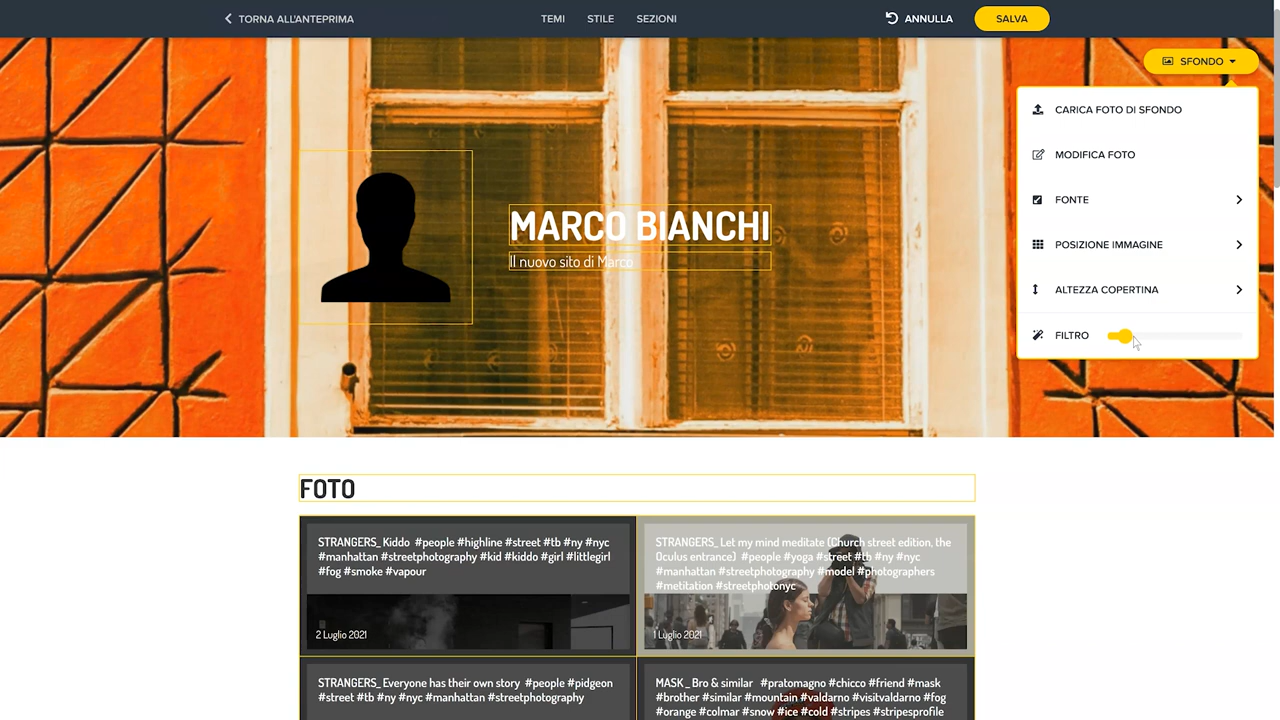 TORNA ALL'ANTEPRIMA
TEMI
STILE
SEZIONI
ANNULLA
SALVA
SFONDO
CARICA FOTO DI SFONDO
MODIFICA FOTO
FONTE
POSIZIONE IMMAGINE
ALTEZZA COPERTINA
FILTRO
MARCO BIANCHI
Il nuovo sito di Marco
FOTO
STRANGERS_ Kiddo #people #highline #street #tb #ny #nyc
#manhattan #streetphotography #kid #kiddo #girl #littlegirl
#fog #smoke #vapour
2 Luglio 2021
STRANGERS_ Let my mind meditate (Church street edition, the
Oculus entrance) #people #yoga #street #tb #ny #nyc
#manhattan #streetphotography #model #photographers
#metitation #streetphotonyc
1 Luglio 2021
STRANGERS_ Everyone has their own story #people #pidgeon
#street #tb #ny #nyc #manhattan #streetphotography
MASK_ Bro & similar #pratomagno #chicco #friend #mask
#brother #similar #mountain #valdarno #visitvaldarno #fog
#orange #colmar #snow #ice #cold #stripes #stripesprofile